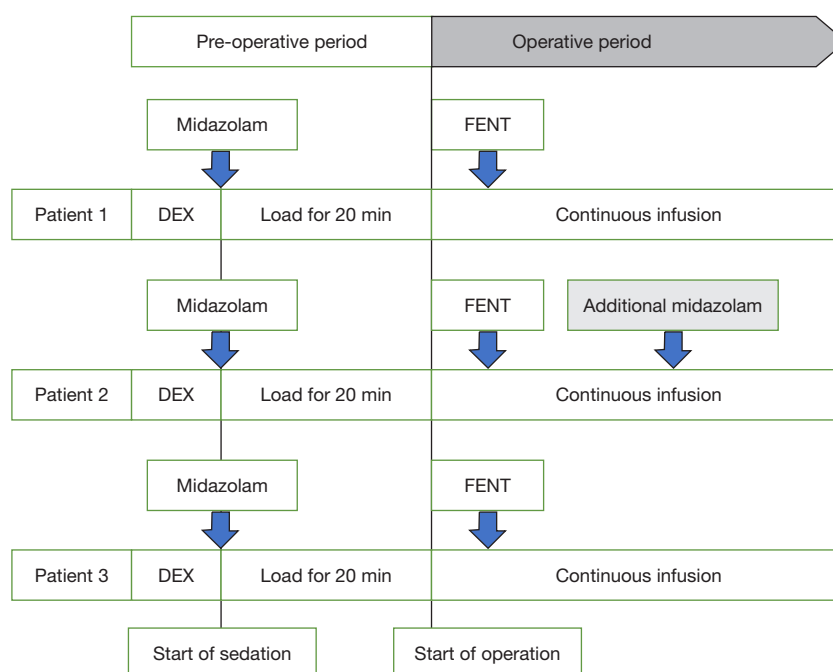 Pre-operative period
Operative period
Midazolam
FENT
Patient 1
DEX
Load for 20 min
Continuous infusion
Midazolam
FENT
Additional midazolam
Patient 2
DEX
Load for 20 min
Continuous infusion
Midazolam
FENT
Patient 3
DEX
Load for 20 min
Continuous infusion
Start of sedation
Start of operation